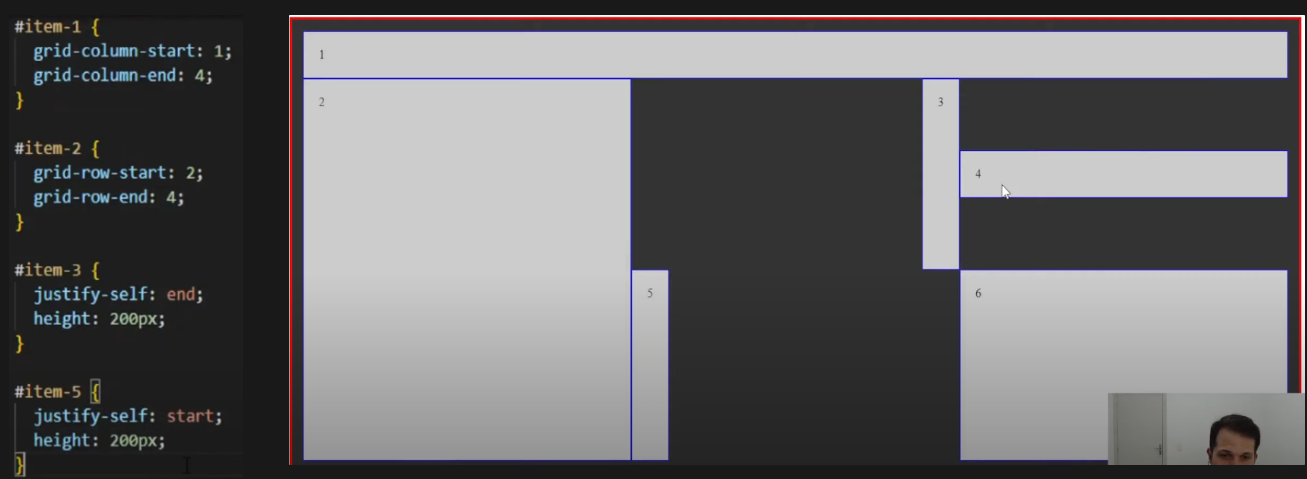 #item-1 {
grid-column-start: 1;
grid-column-end: 4;
}
#item-2 {
grid-row-start: 2;
grid-row-end: 4;
}
#item-3 {
justify-self: end;
height: 200px;
}
#item-5 {
justify-self: start;
height: 200px;
}
1
2
3
4
5
6